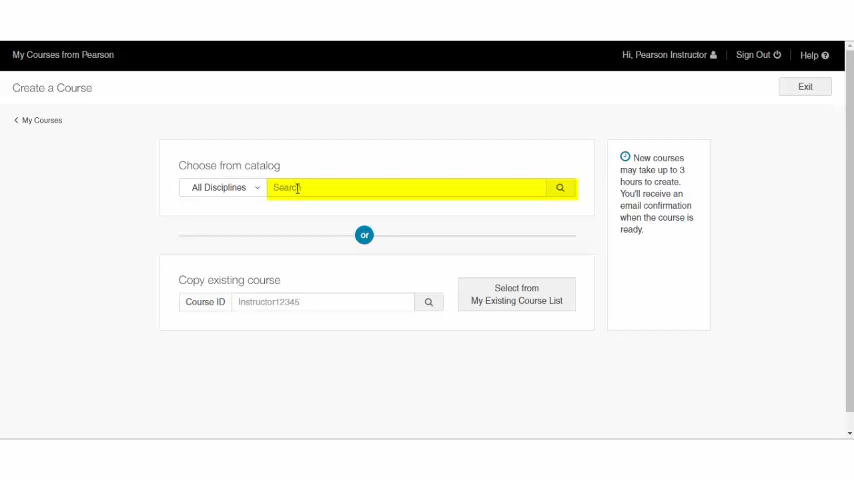 My Courses from Pearson
Hi, Pearson Instructor
Sign Out
Help
Create a Course
Exit
My Courses
Choose from catalog
All Disciplines
Search
or
Copy existing course
Course ID
Instructor12345
Select from
My Existing Course List
New courses
may take up to 3
hours to create.
You'll receive an
email confirmation
when the course is
ready.